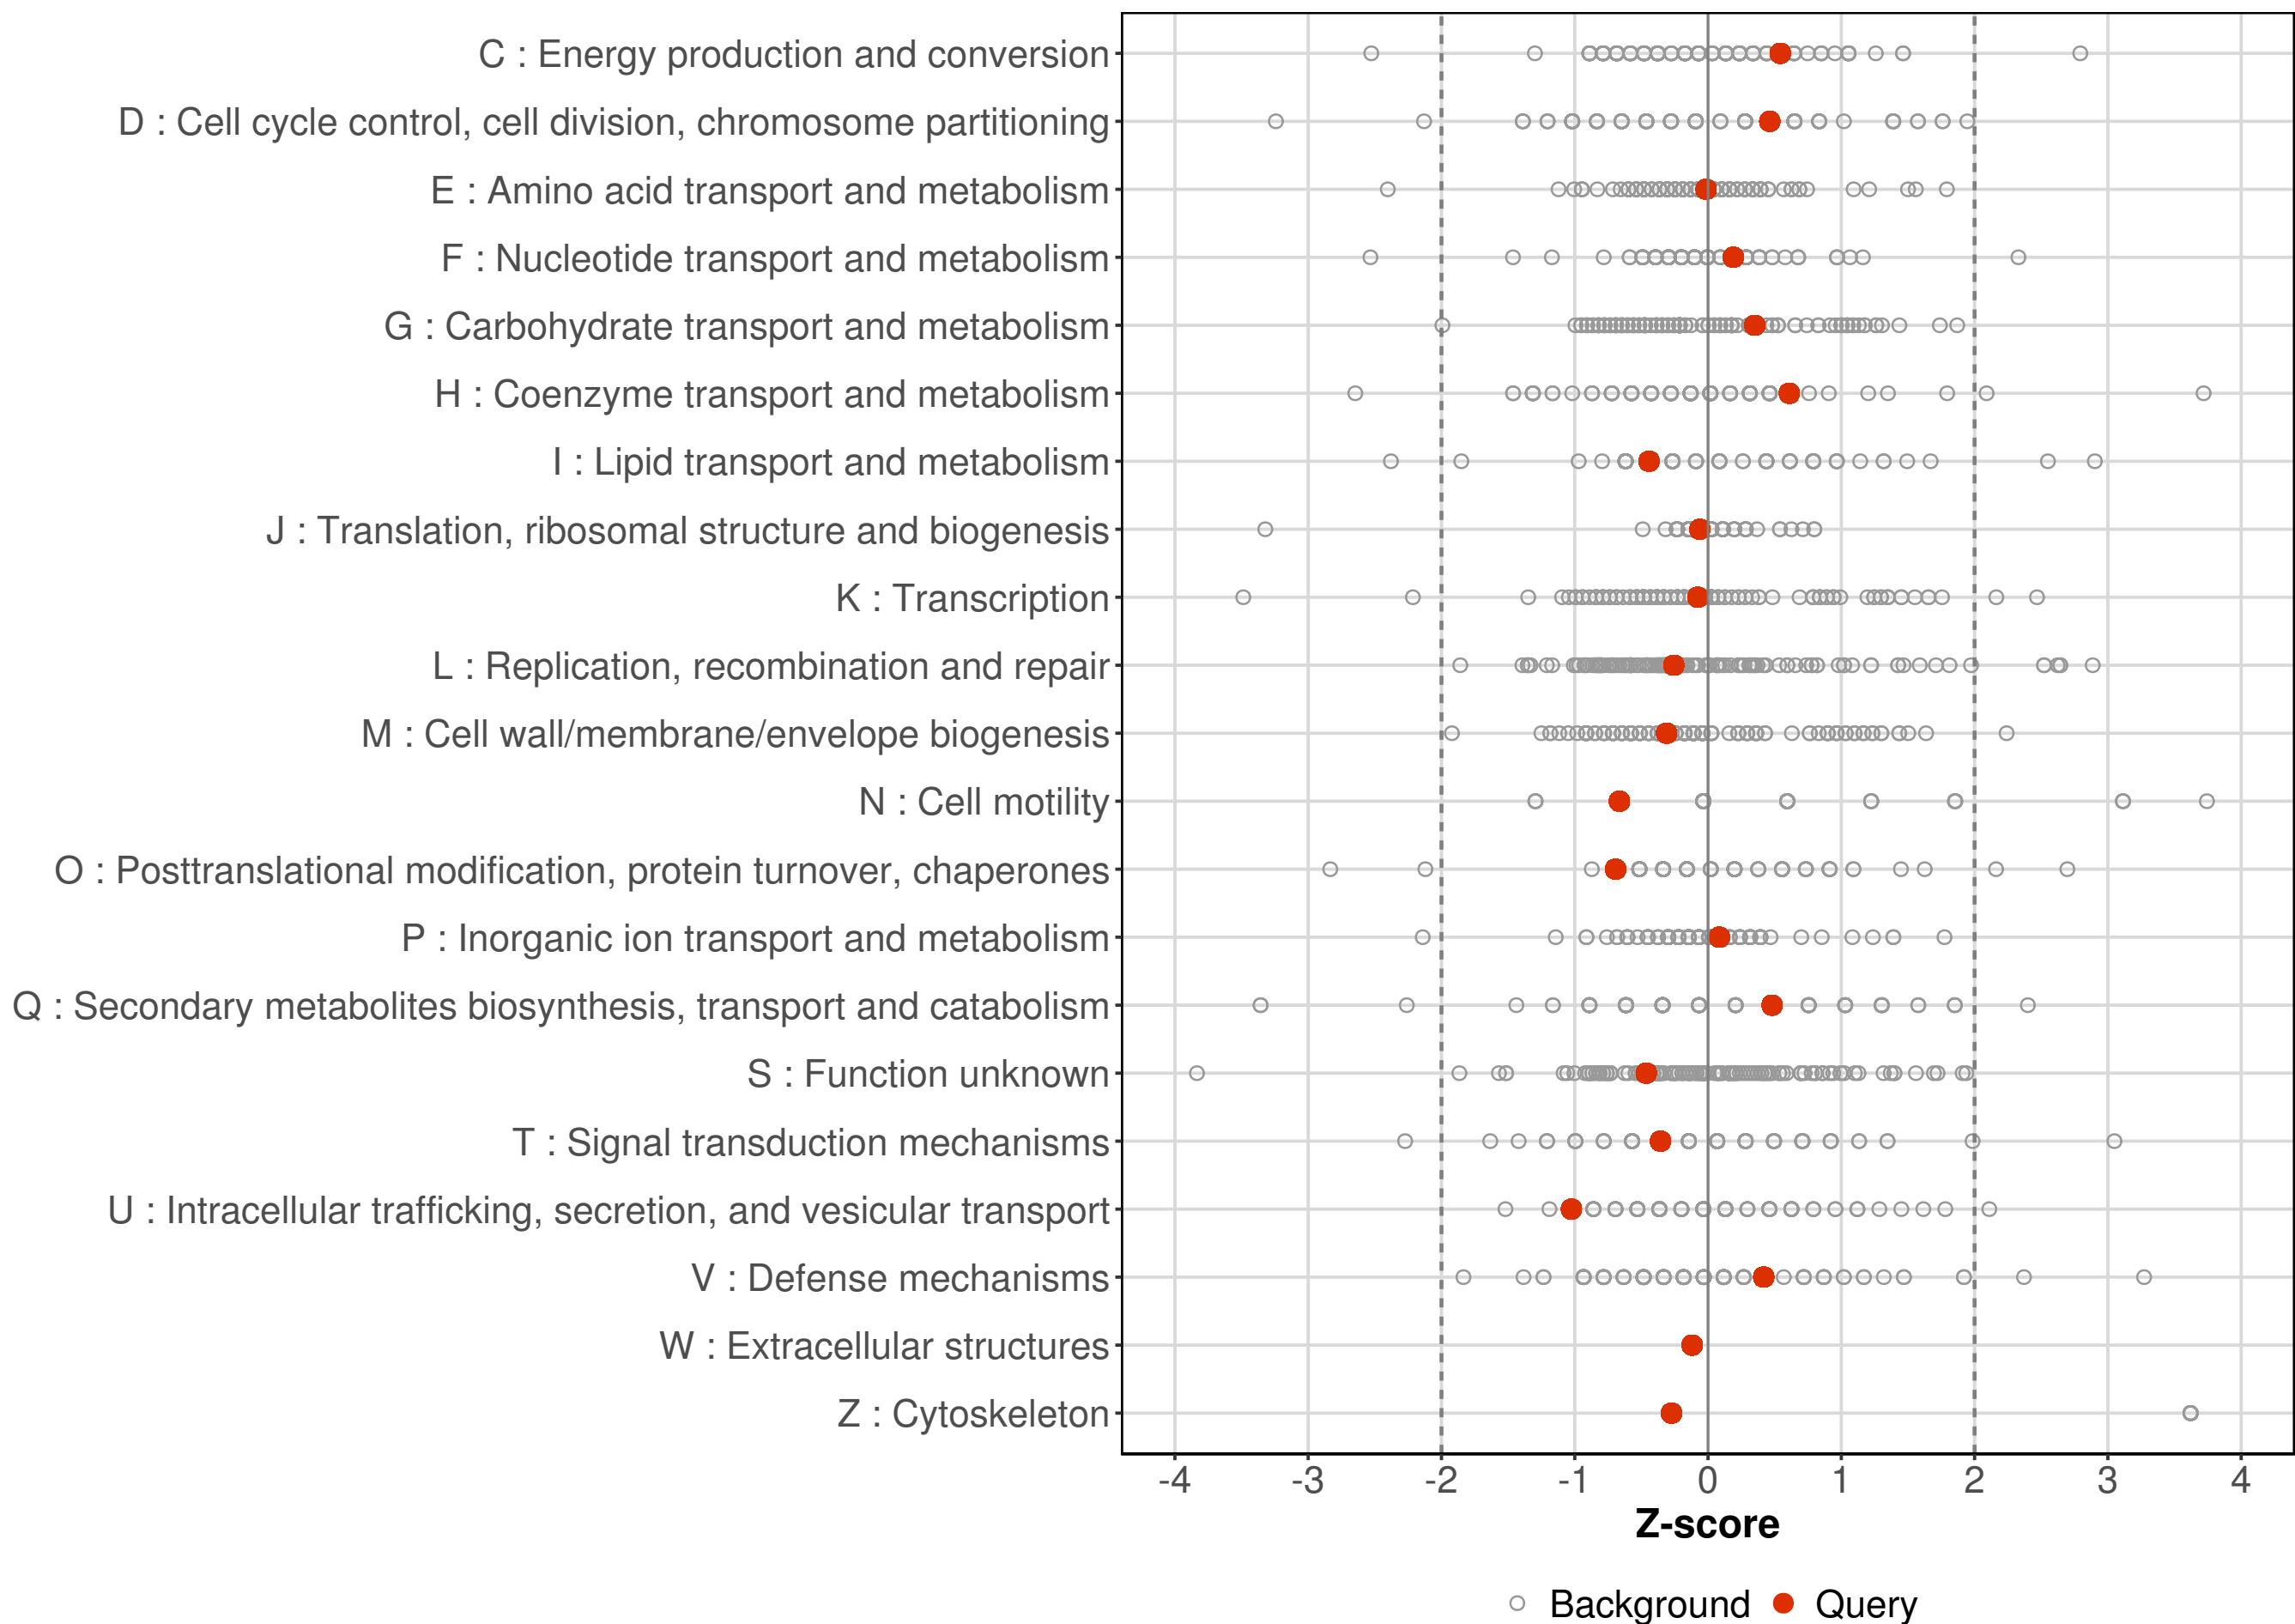 C : Energy production and conversion
D : Cell cycle control, cell division, chromosome partitioning
E : Amino acid transport and metabolism
F : Nucleotide transport and metabolism
G : Carbohydrate transport and metabolism
H : Coenzyme transport and metabolism
I : Lipid transport and metabolism
J : Translation, ribosomal structure and biogenesis
K : Transcription
L : Replication, recombination and repair
M : Cell wall/membrane/envelope biogenesis
N : Cell motility
O : Posttranslational modification, protein turnover, chaperones
P : Inorganic ion transport and metabolism
Q : Secondary metabolites biosynthesis, transport and catabolism
S : Function unknown
T : Signal transduction mechanisms
U : Intracellular trafficking, secretion, and vesicular transport
V : Defense mechanisms
W : Extracellular structures
Z : Cytoskeleton
-4 -3 -2 -1 0 1 2 3 4
Z-score
Background Query